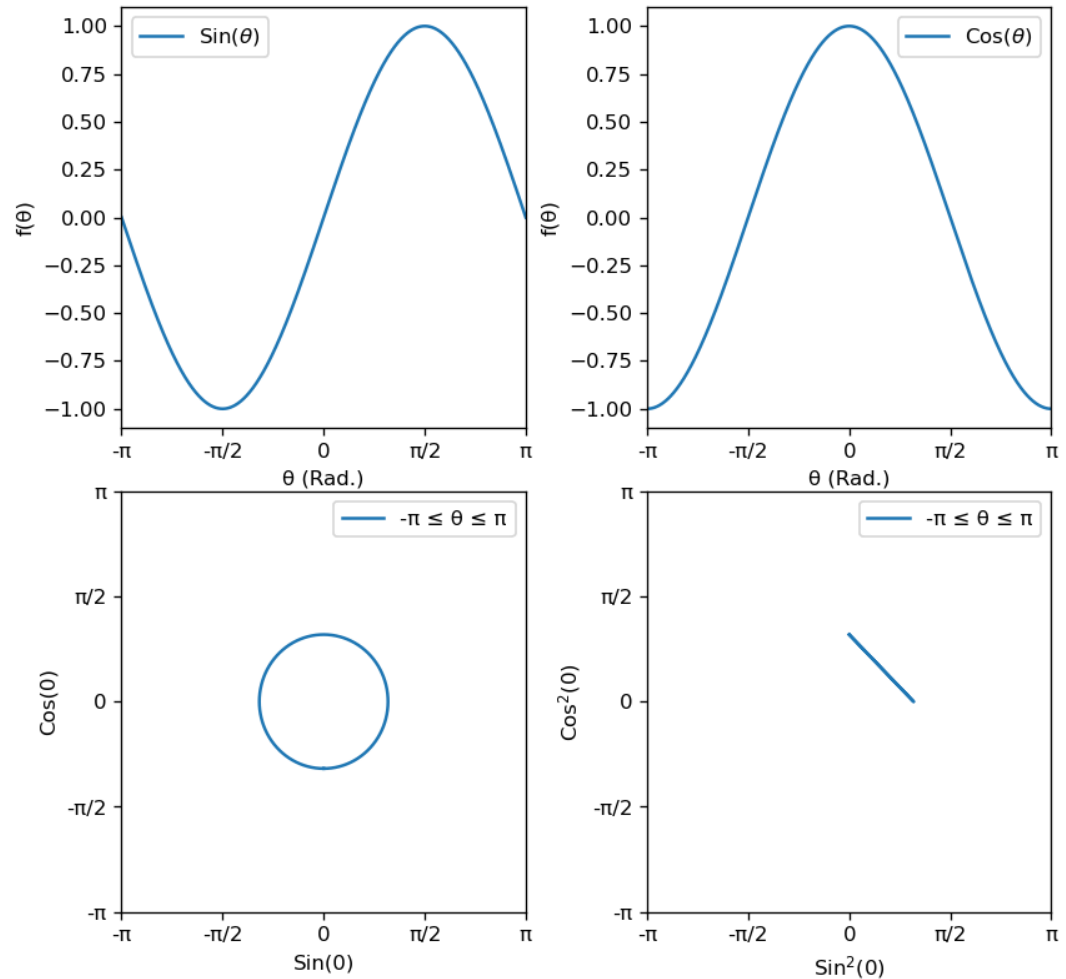 Sin(θ)
1.00
0.75
0.50
0.25
0.00
−0.25
−0.50
−0.75
−1.00
f(θ)
-π -π/2 0 π/2 π
θ (Rad.)
Cos(θ)
1.00
0.75
0.50
0.25
0.00
−0.25
−0.50
−0.75
−1.00
f(θ)
-π -π/2 0 π/2 π
θ (Rad.)
-π ≤ θ ≤ π
π
π/2
0
-π/2
-π
Cos(0)
-π -π/2 0 π/2 π
Sin(0)
-π ≤ θ ≤ π
π
π/2
0
-π/2
-π
Cos²(0)
-π -π/2 0 π/2 π
Sin²(0)